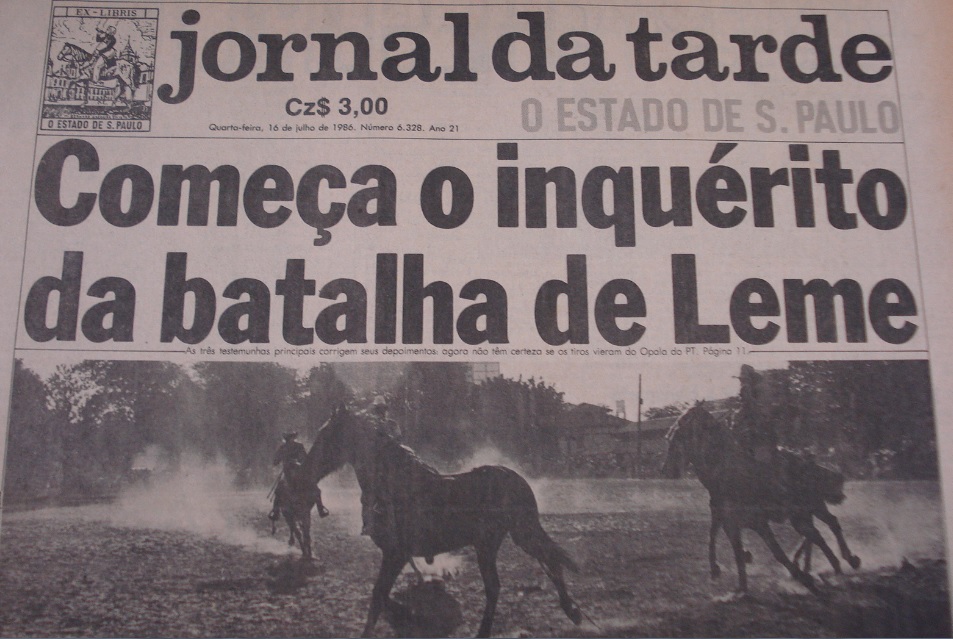 EX-LIBRIS
O ESTADO DE S. PAULO
jornal da tarde
Cz$ 3,00
O ESTADO DE S. PAULO
Quarta-feira, 16 de julho de 1986. Número 6.328. Ano 21
Começa o inquérito
da batalha de Leme
As três testemunhas principais corrigem seus depoimentos: agora não têm certeza se os tiros vieram do Opala do PT. Página 11.